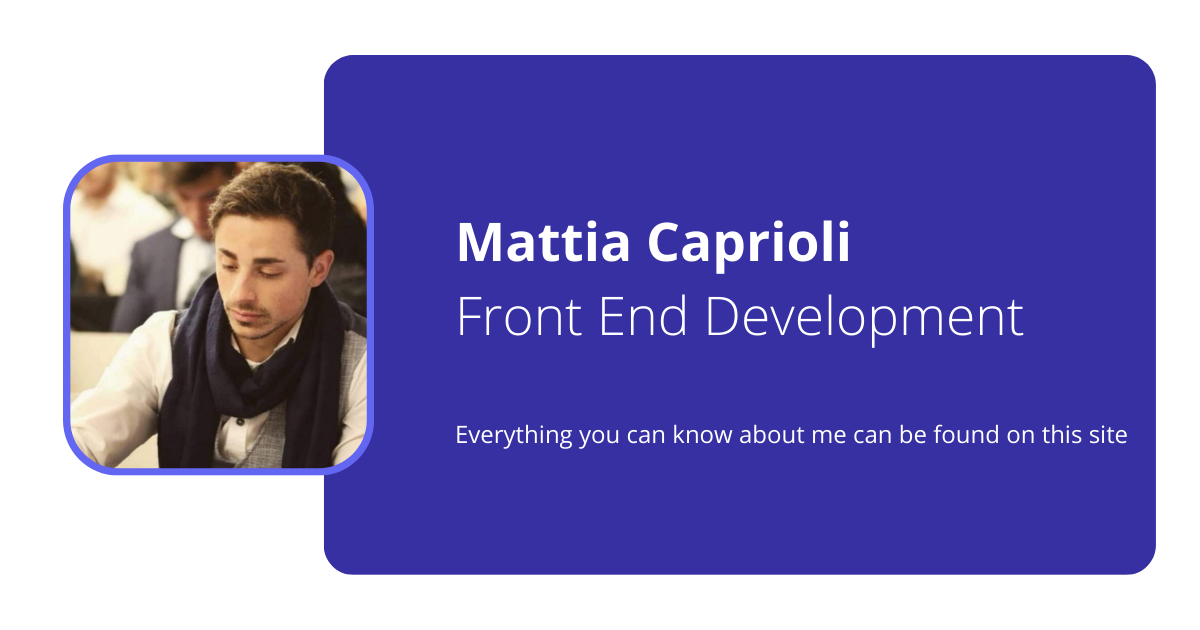 Mattia Caprioli
Front End Development
Everything you can know about me can be found on this site